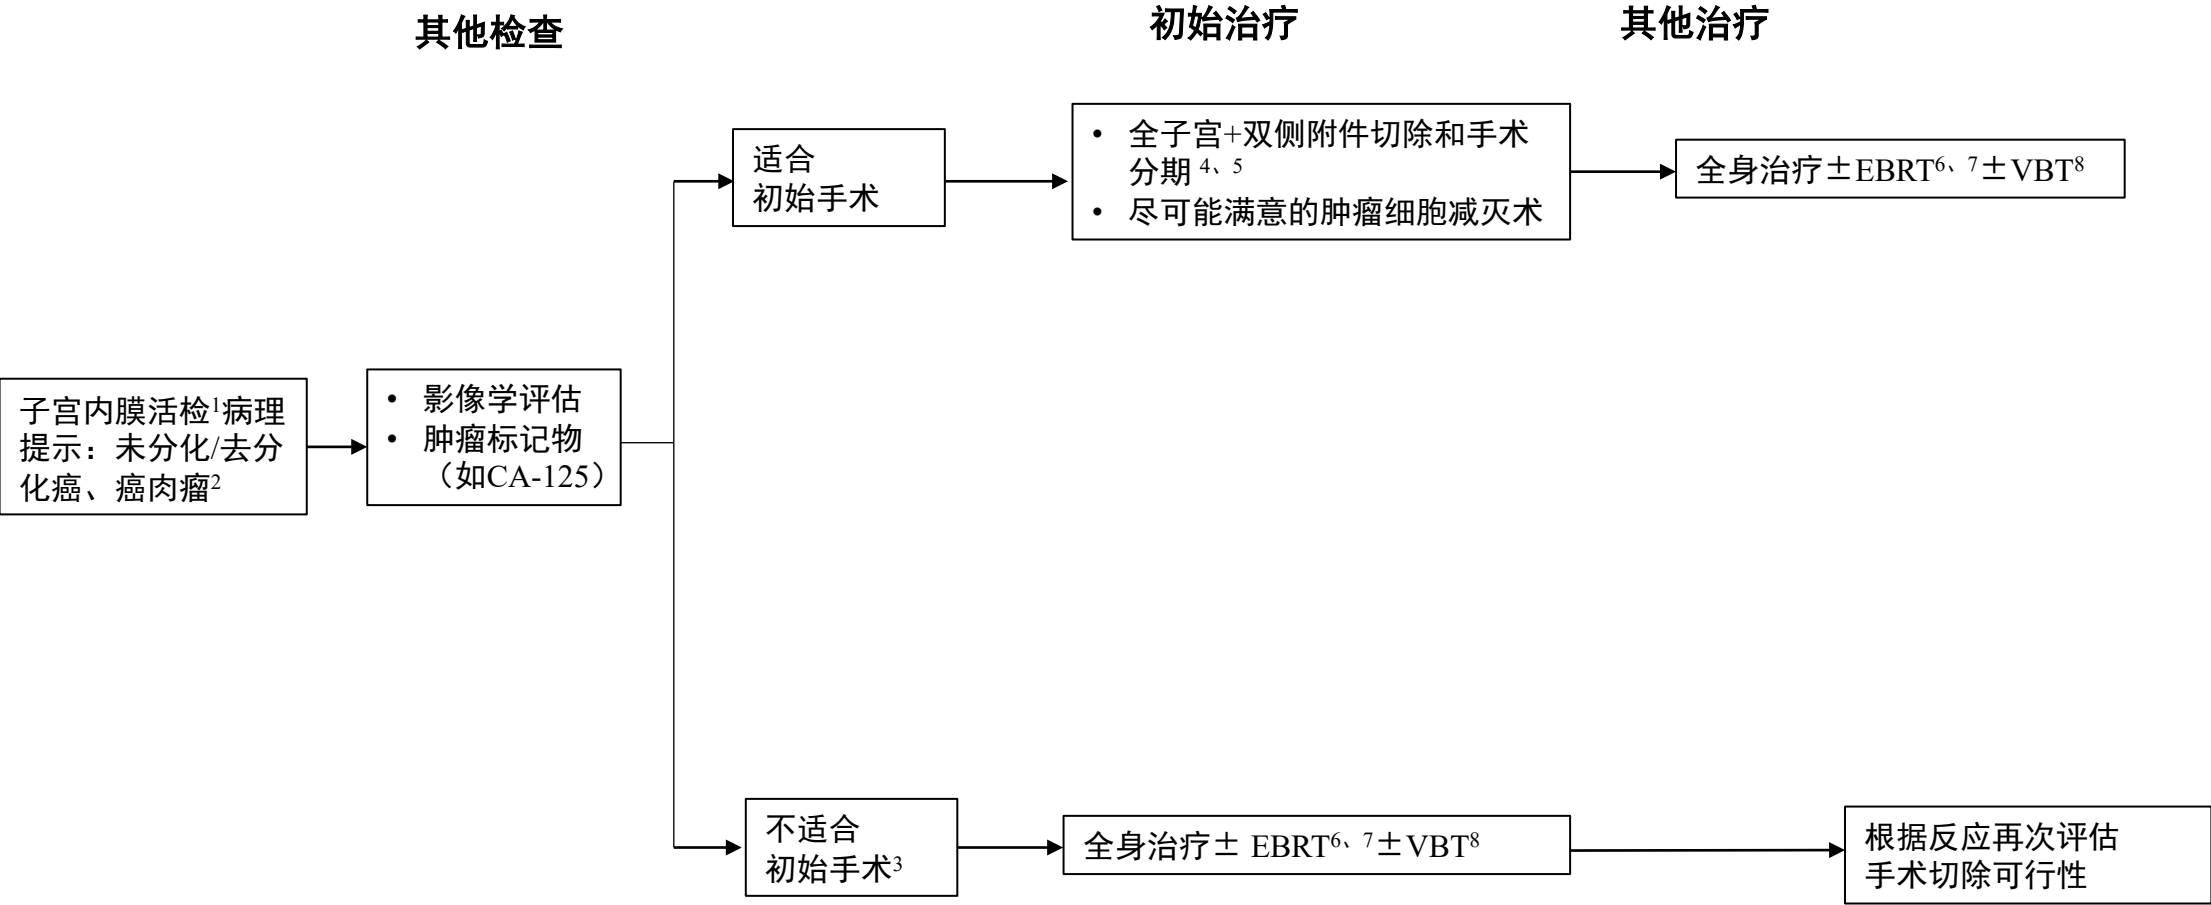 其他检查
初始治疗
其他治疗
子宫内膜活检1病理
提示：未分化/去分
化癌、癌肉瘤2
• 影像学评估
• 肿瘤标记物
（如CA-125）
适合
初始手术
• 全子宫+双侧附件切除和手术
分期 4、5
• 尽可能满意的肿瘤细胞减灭术
全身治疗±EBRT6、7±VBT8
不适合
初始手术3
全身治疗± EBRT6、7±VBT8
根据反应再次评估
手术切除可行性